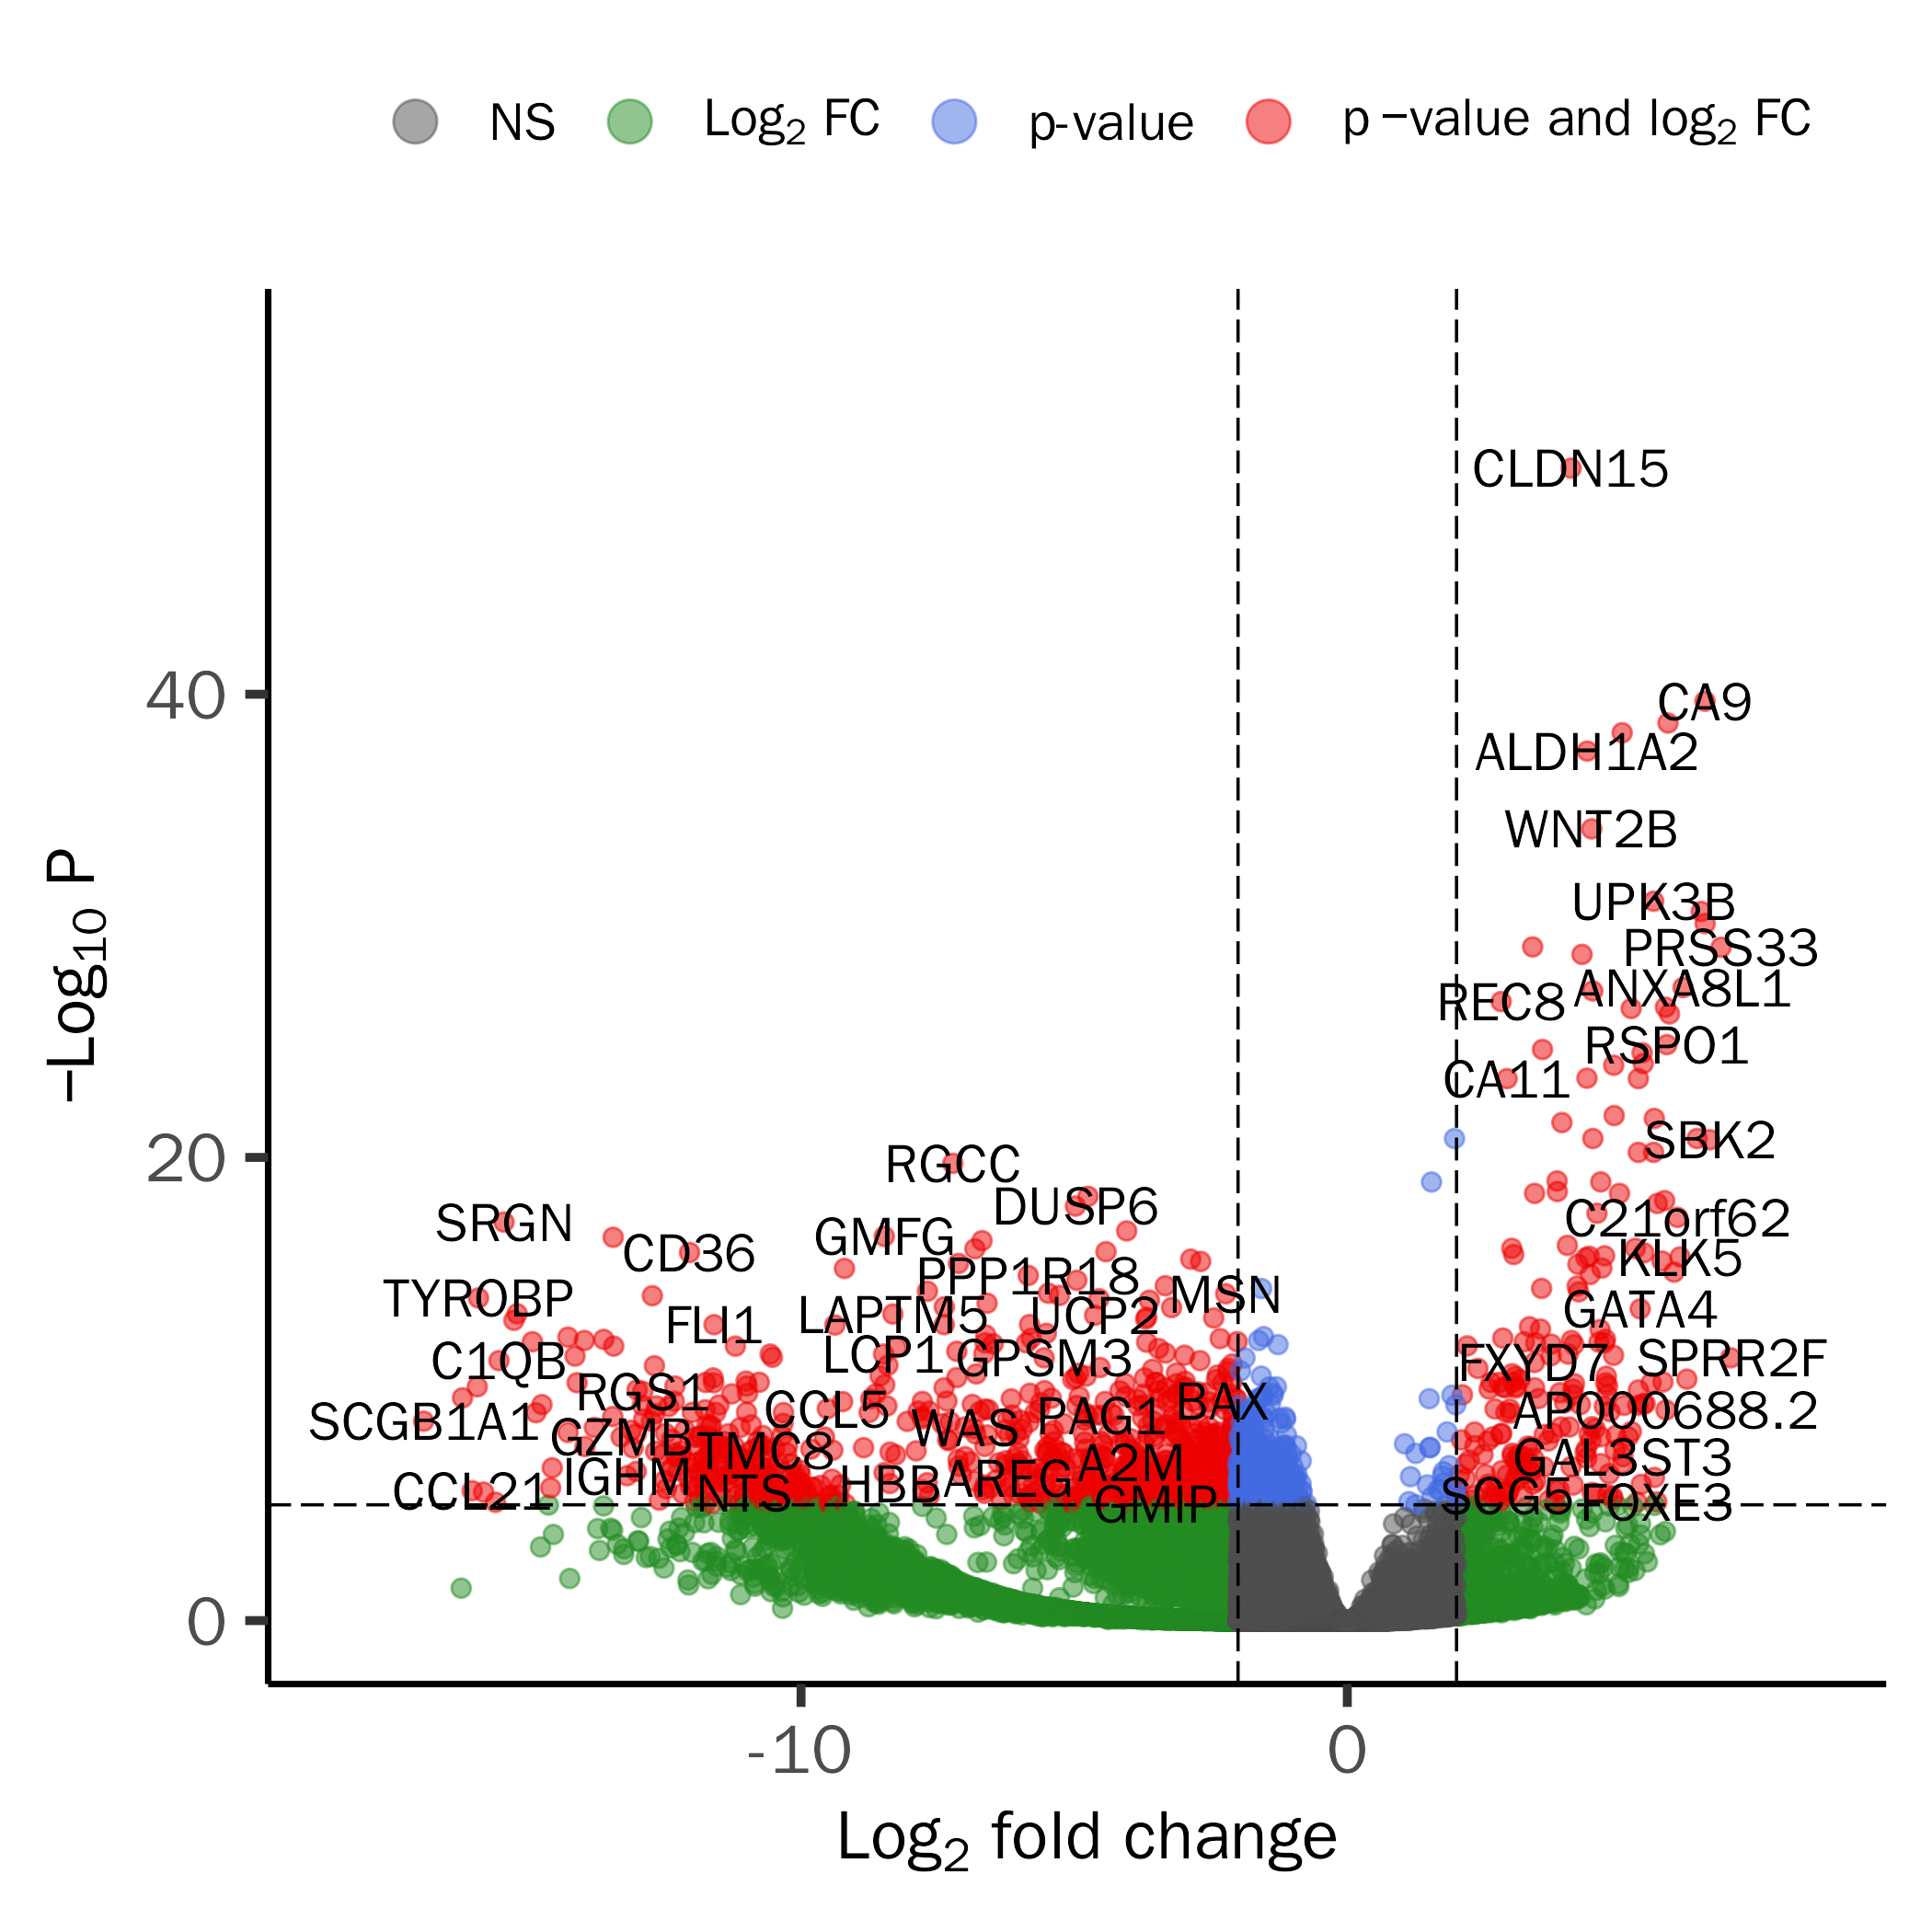 NS Log2 FC p-value p −value and log2 FC
CLDN15
CA9
ALDH1A2
WNT2B
UPK3B
PRSS33
ANXA8L1
REC8
RSPO1
CA11
SBK2
RGCC
DUSP6
C21orf62
SRGN
GMFG
CD36
KLK5
PPP1R18
MSN
TYROBP
GATA4
LAPTM5
UCP2
FLI1
LCP1
GPSM3
SPRR2F
C1QB
FXYD7
RGS1
BAX
CCL5
AP000688.2
PAG1
SCGB1A1
WAS
GZMB
TMC8
GAL3ST3
A2M
IGHM
AREG
HBB
CCL21
NTS
SCG5
FOXE3
GMIP
40
20
0
−Log10 P
-10
0
Log2 fold change